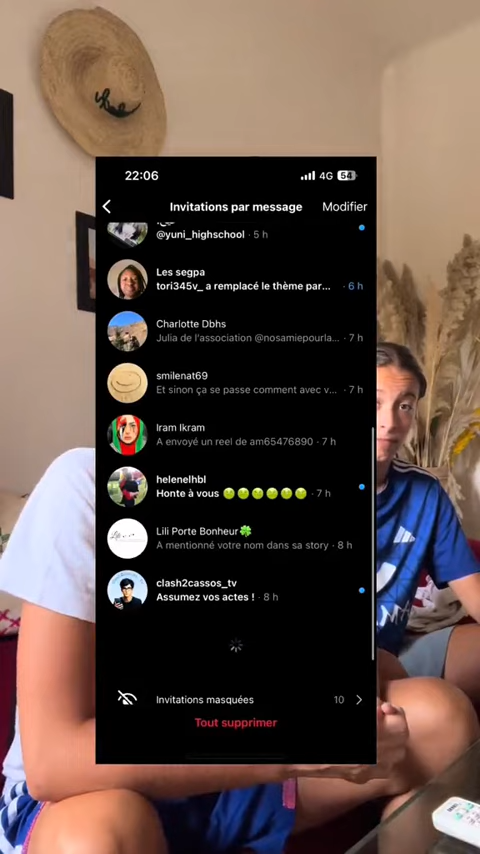 22:06
4G
54
Invitations par message
Modifier
@yuni_highschool · 5 h
Les segpa
tori345v_ a remplacé le thème par... · 6 h
Charlotte Dbhs
Julia de l'association @nosamiepourla... · 7 h
smilenat69
Et sinon ça se passe comment avec v... · 7 h
Iram Ikram
A envoyé un reel de am65476890 · 7 h
helenelhbl
Honte à vous 🤢🤢🤢🤢🤢🤢 · 7 h
Lili Porte Bonheur🍀
A mentionné votre nom dans sa story · 8 h
clash2cassos_tv
Assumez vos actes ! · 8 h
Invitations masquées
10
Tout supprimer